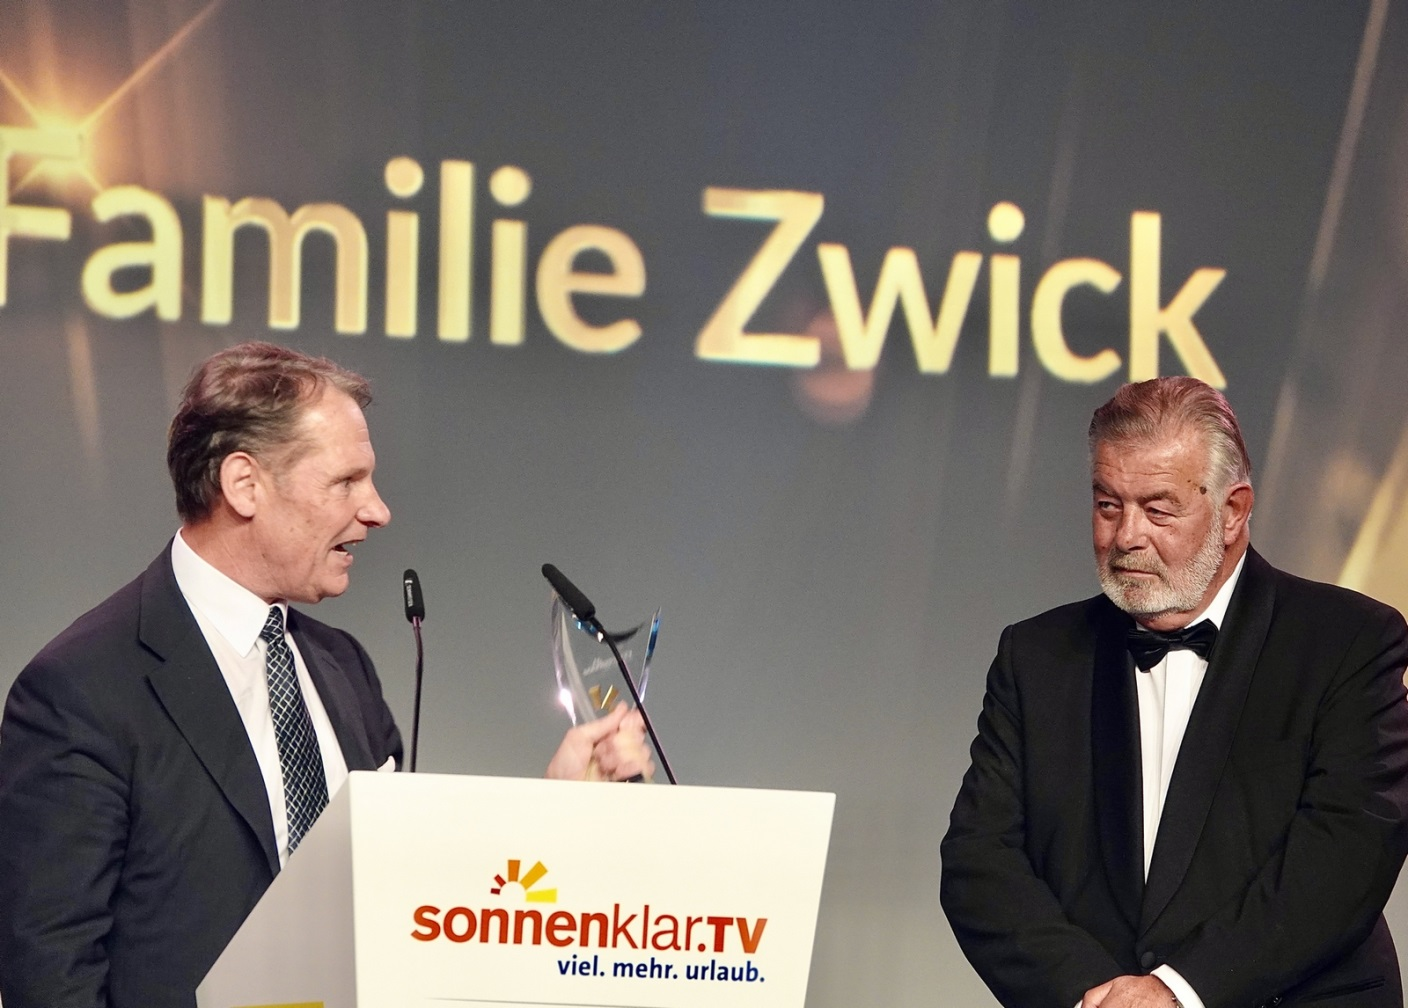 Familie Zwick
sonnenklar.TV
viel. mehr. urlaub.